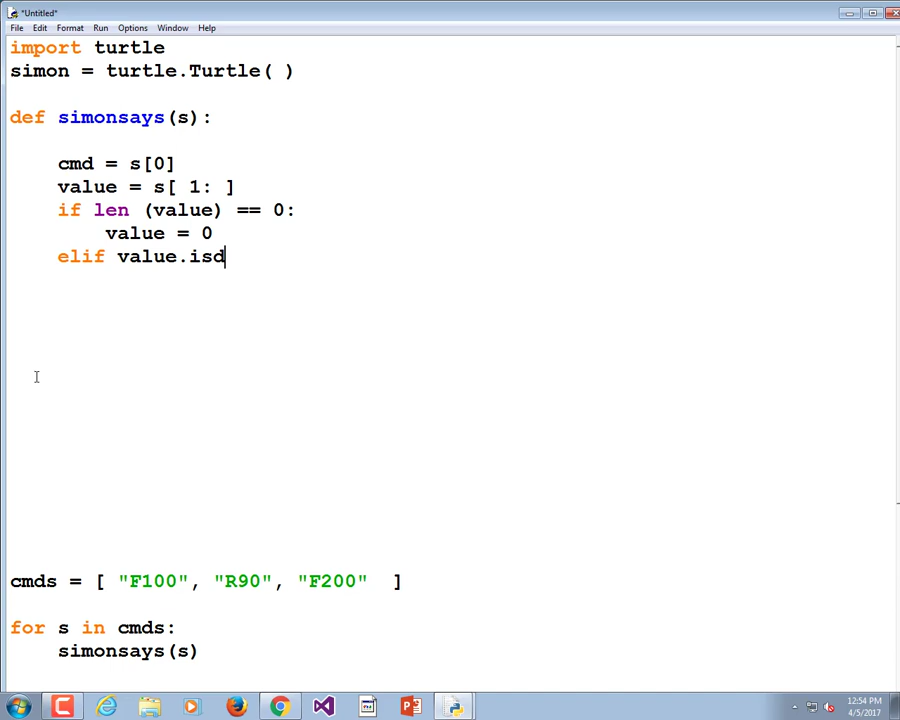 *Untitled*
File Edit Format Run Options Window Help
import turtle
simon = turtle.Turtle( )
def simonsays(s):
cmd = s[0]
value = s[ 1: ]
if len (value) == 0:
value = 0
elif value.isd
cmds = [ "F100", "R90", "F200" ]
for s in cmds:
simonsays(s)
12:54 PM
4/5/2017